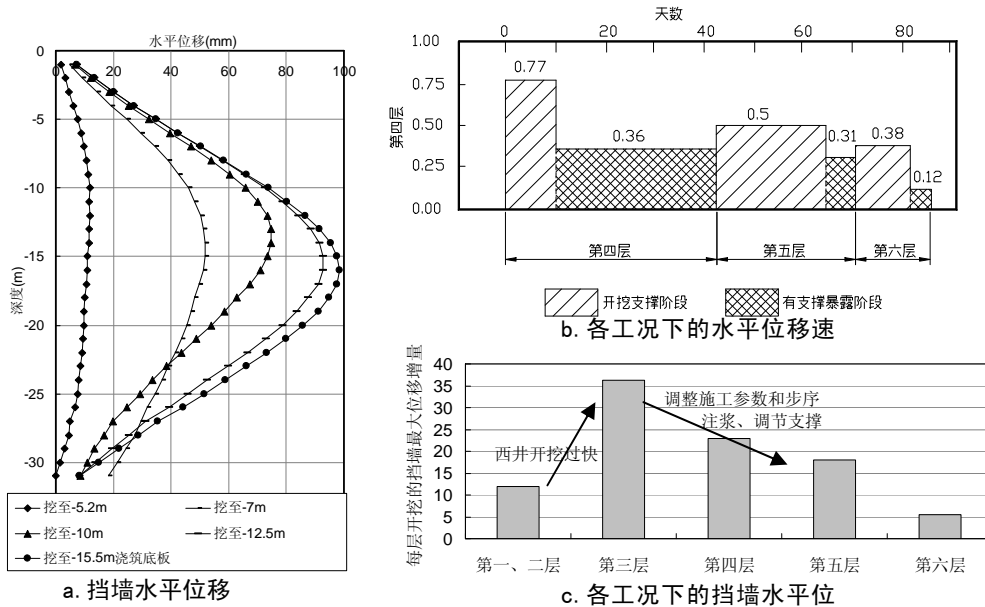 水平位移(mm)
0 20 40 60 80 100
0
-5
-10
-15
-20
-25
-30
深度(m)
挖至-5.2m
挖至-7m
挖至-10m
挖至-12.5m
挖至-15.5m浇筑底板
a. 挡墙水平位移
天数
0 20 40 60 80
1.00
0.75
0.50
0.25
0.00
第四层
0.77
0.36
0.5
0.31
0.38
0.12
第四层
第五层
第六层
开挖支撑阶段
有支撑暴露阶段
b. 各工况下的水平位移速
每层开挖的挡墙最大位移增量
40
35
30
25
20
15
10
5
0
西井开挖过快
调整施工参数和步序
注浆、调节支撑
第一、二层
第三层
第四层
第五层
第六层
c. 各工况下的挡墙水平位